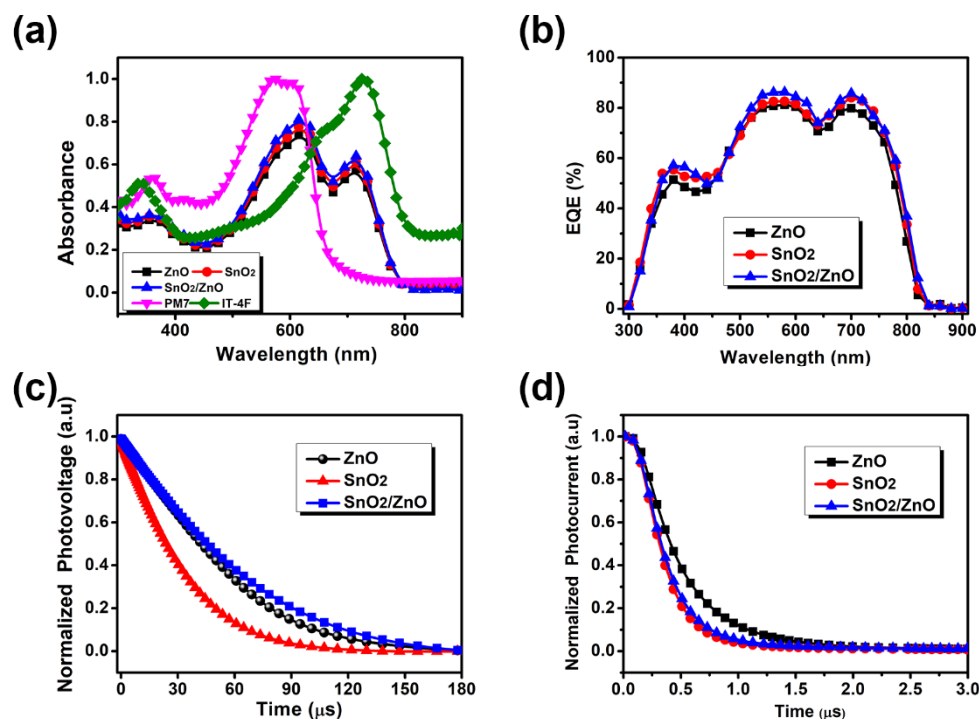 (a)
Absorbance
1.0
0.8
0.6
0.4
0.2
0.0
ZnO SnO₂
SnO₂/ZnO
PM7 IT-4F
400 600 800
Wavelength (nm)
(b)
EQE (%)
100
80
60
40
20
0
ZnO
SnO₂
SnO₂/ZnO
300 400 500 600 700 800 900
Wavelength (nm)
(c)
Normalized Photovoltage (a.u)
1.0
0.8
0.6
0.4
0.2
0.0
ZnO
SnO₂
SnO₂/ZnO
0 30 60 90 120 150 180
Time (μs)
(d)
Normalized Photocurrent (a.u)
1.0
0.8
0.6
0.4
0.2
0.0
ZnO
SnO₂
SnO₂/ZnO
0.0 0.5 1.0 1.5 2.0 2.5 3.0
Time (μs)